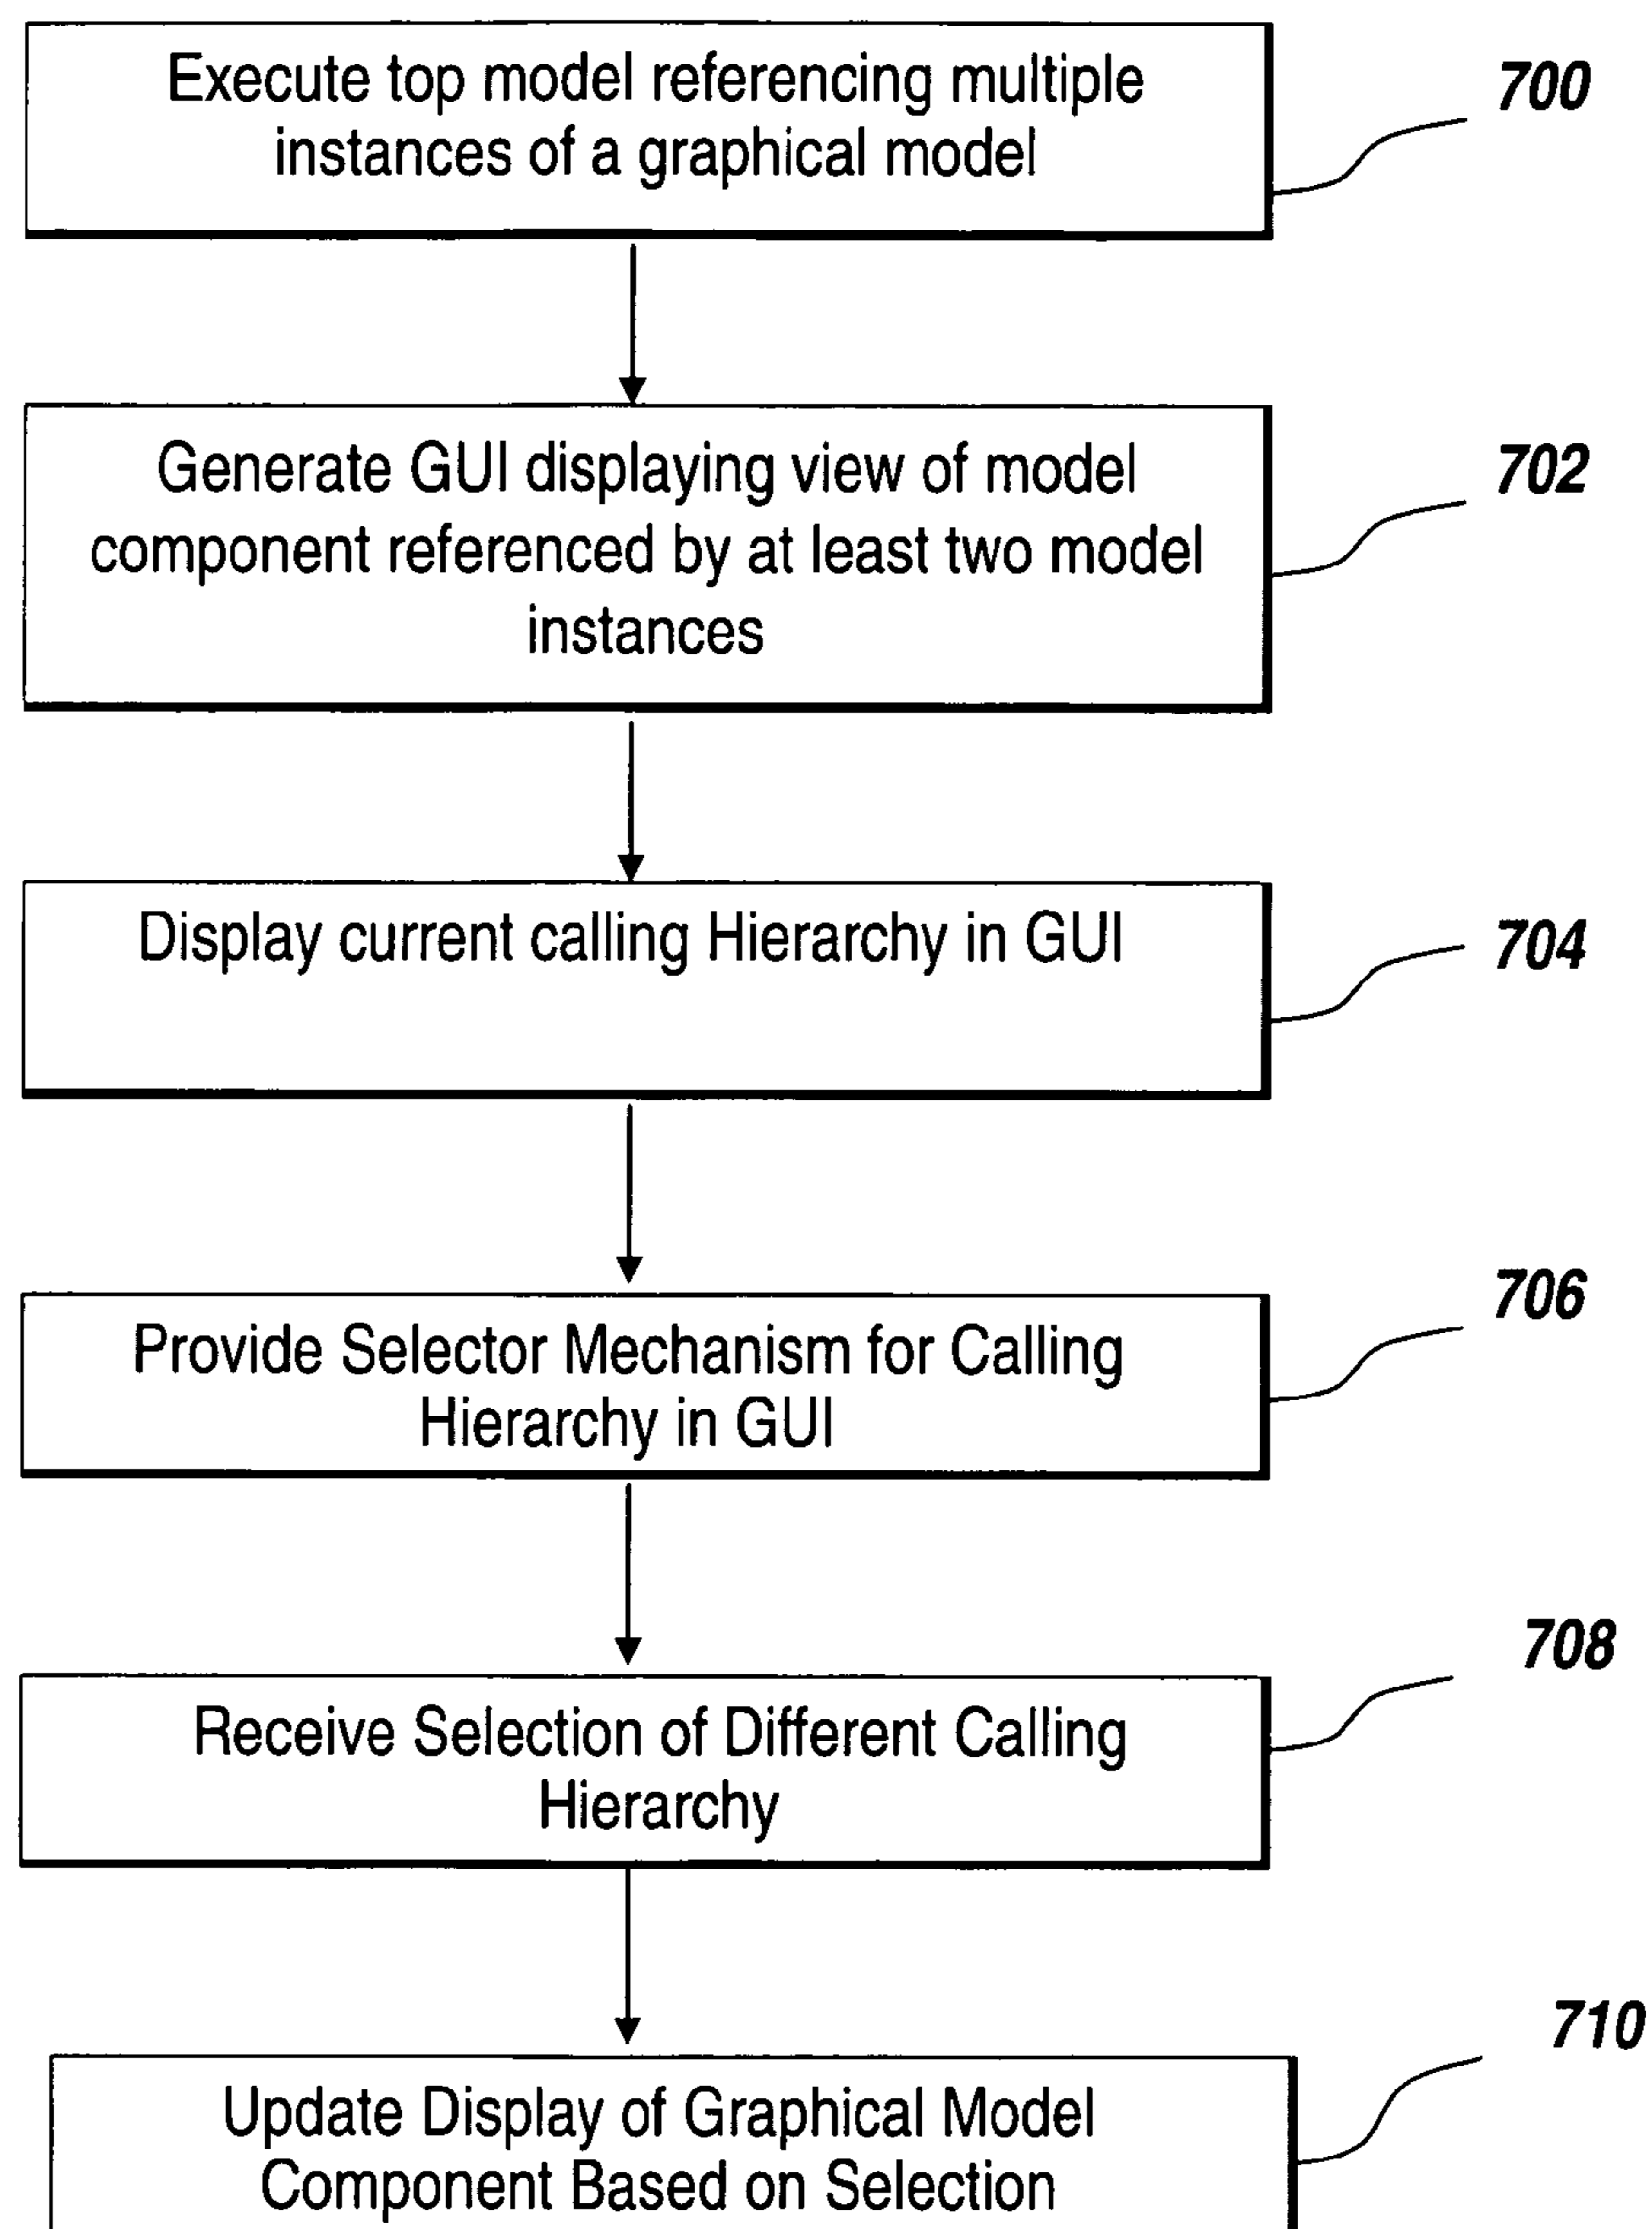 Execute top model referencing multiple
instances of a graphical model
700
Generate GUI displaying view of model
component referenced by at least two model
instances
702
Display current calling Hierarchy in GUI
704
Provide Selector Mechanism for Calling
Hierarchy in GUI
706
Receive Selection of Different Calling
Hierarchy
708
Update Display of Graphical Model
Component Based on Selection
710